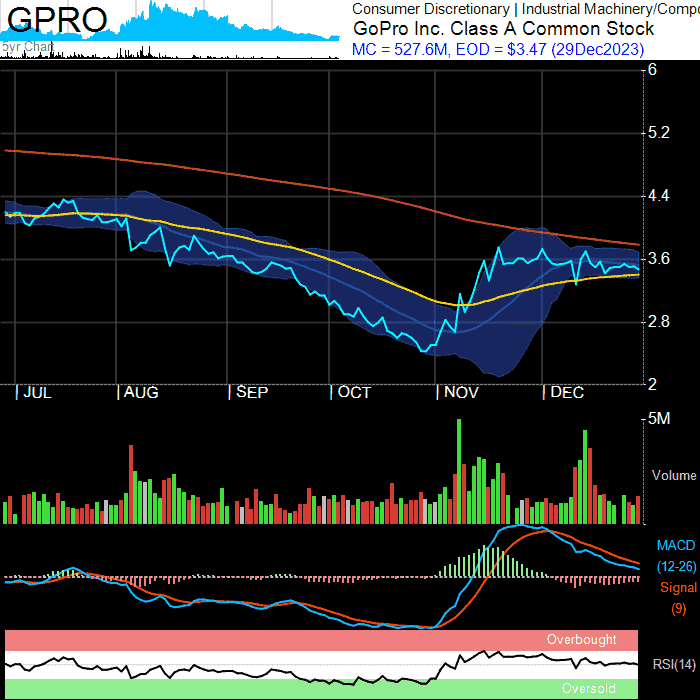 GPRO
5yr Chart
Consumer Discretionary | Industrial Machinery/Compo
GoPro Inc. Class A Common Stock
MC = 527.6M, EOD = $3.47 (29Dec2023)
6
5.2
4.4
3.6
2.8
2
JUL AUG SEP OCT NOV DEC
5M
Volume
MACD
(12-26)
Signal
(9)
Overbought
RSI(14)
Oversold